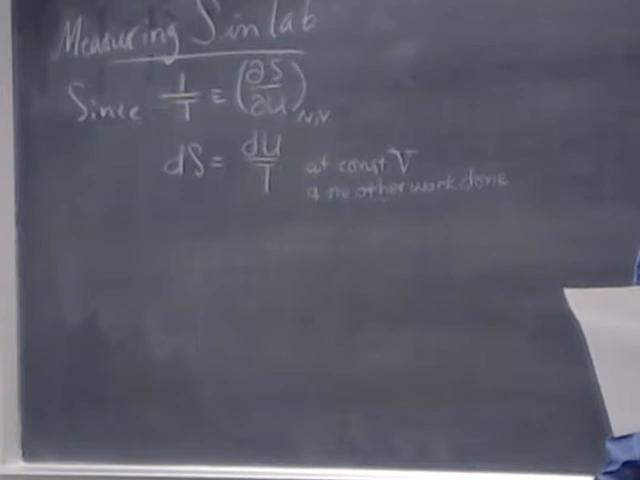 Measuring S in lab
Since 1/T ≡ (∂S/∂U)N,V
dS = dU/T at const V
& no other work done